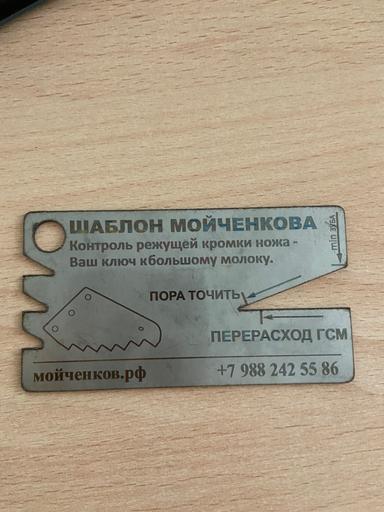 ШАБЛОН МОЙЧЕНКОВА
min зуба
Контроль режущей кромки ножа -
Ваш ключ к большому молоку.
ПОРА ТОЧИТЬ
ПЕРЕРАСХОД ГСМ
мойченков.рф
+7 988 242 55 86